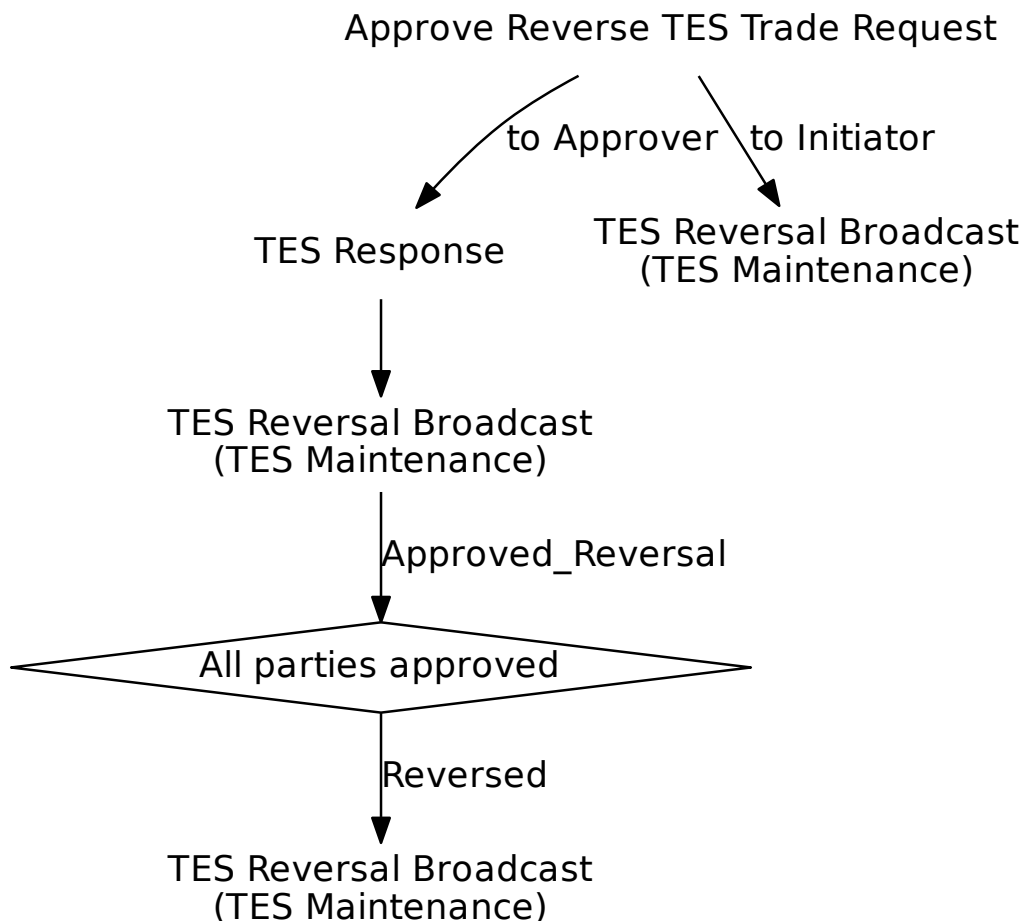 Approve Reverse TES Trade Request
to Approver
to Initiator
TES Response
TES Reversal Broadcast
(TES Maintenance)
TES Reversal Broadcast
(TES Maintenance)
Approved_Reversal
All parties approved
Reversed
TES Reversal Broadcast
(TES Maintenance)